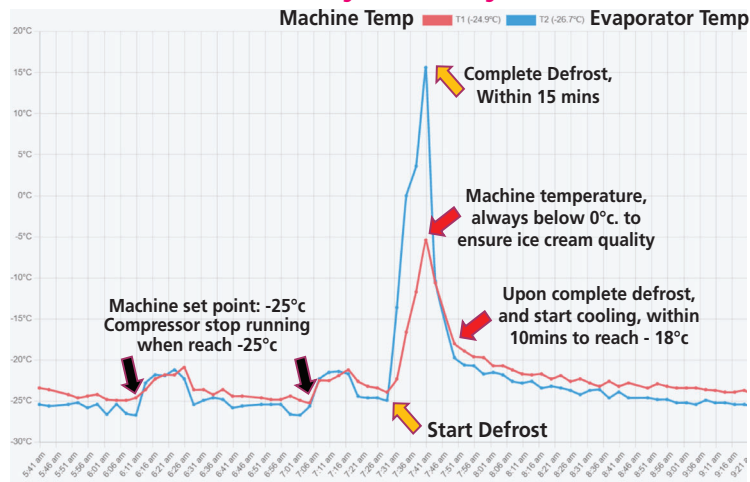 Machine Temp T1 (-24.9°C) T2 (-26.7°C) Evaporator Temp
20°C
15°C
10°C
5°C
0°C
-5°C
-10°C
-15°C
-20°C
-25°C
-30°C
Complete Defrost,
Within 15 mins
Machine temperature,
always below 0°c. to
ensure ice cream quality
Machine set point: -25°c
Compressor stop running
when reach -25°c
Upon complete defrost,
and start cooling, within
10mins to reach - 18°c
Start Defrost
5:41 am
5:46 am
5:51 am
5:56 am
6:01 am
6:06 am
6:11 am
6:16 am
6:21 am
6:26 am
6:31 am
6:36 am
6:41 am
6:46 am
6:51 am
6:56 am
7:01 am
7:06 am
7:11 am
7:16 am
7:21 am
7:26 am
7:31 am
7:36 am
7:41 am
7:46 am
7:51 am
7:56 am
8:01 am
8:06 am
8:11 am
8:16 am
8:21 am
8:26 am
8:31 am
8:36 am
8:41 am
8:46 am
8:51 am
8:56 am
9:01 am
9:06 am
9:11 am
9:16 am
9:21 am